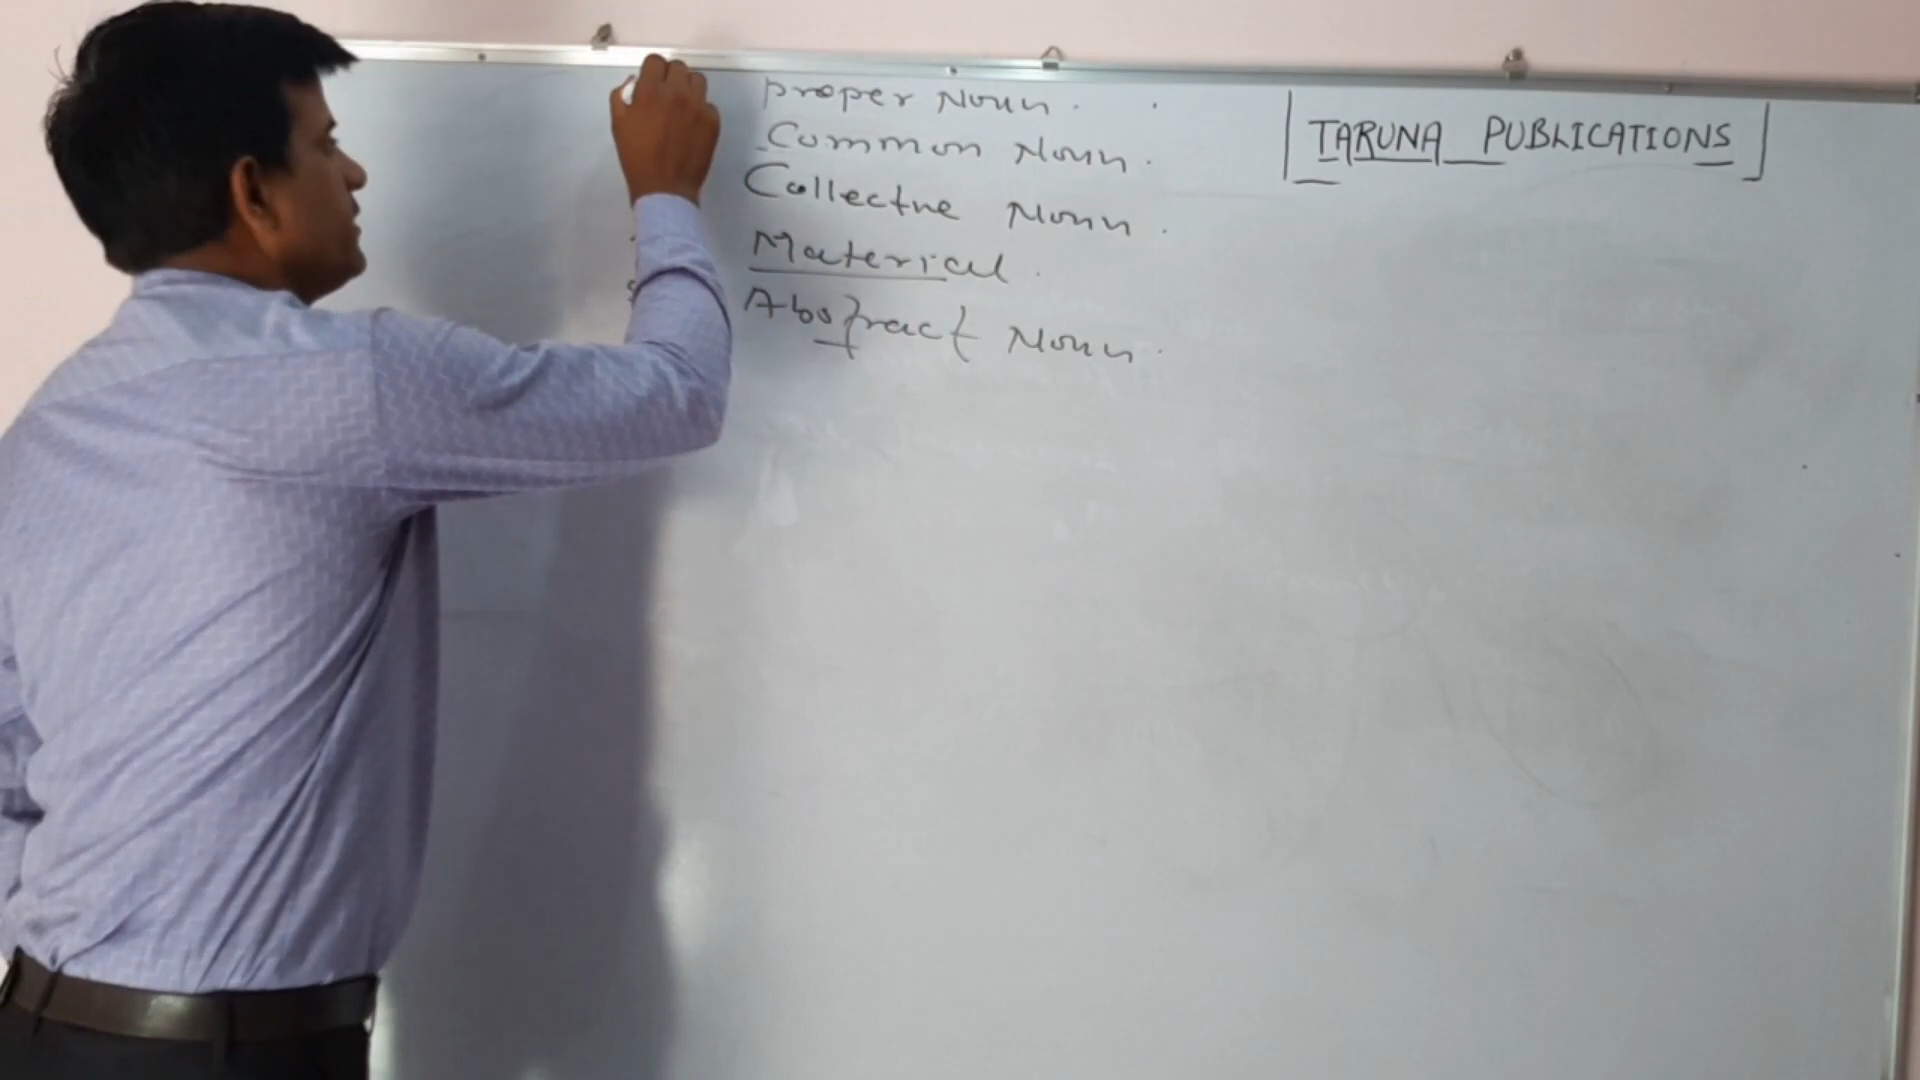 proper Noun.
Common Noun.
Collective Noun.
Material.
Abstract Noun.
[TARUNA PUBLICATIONS]